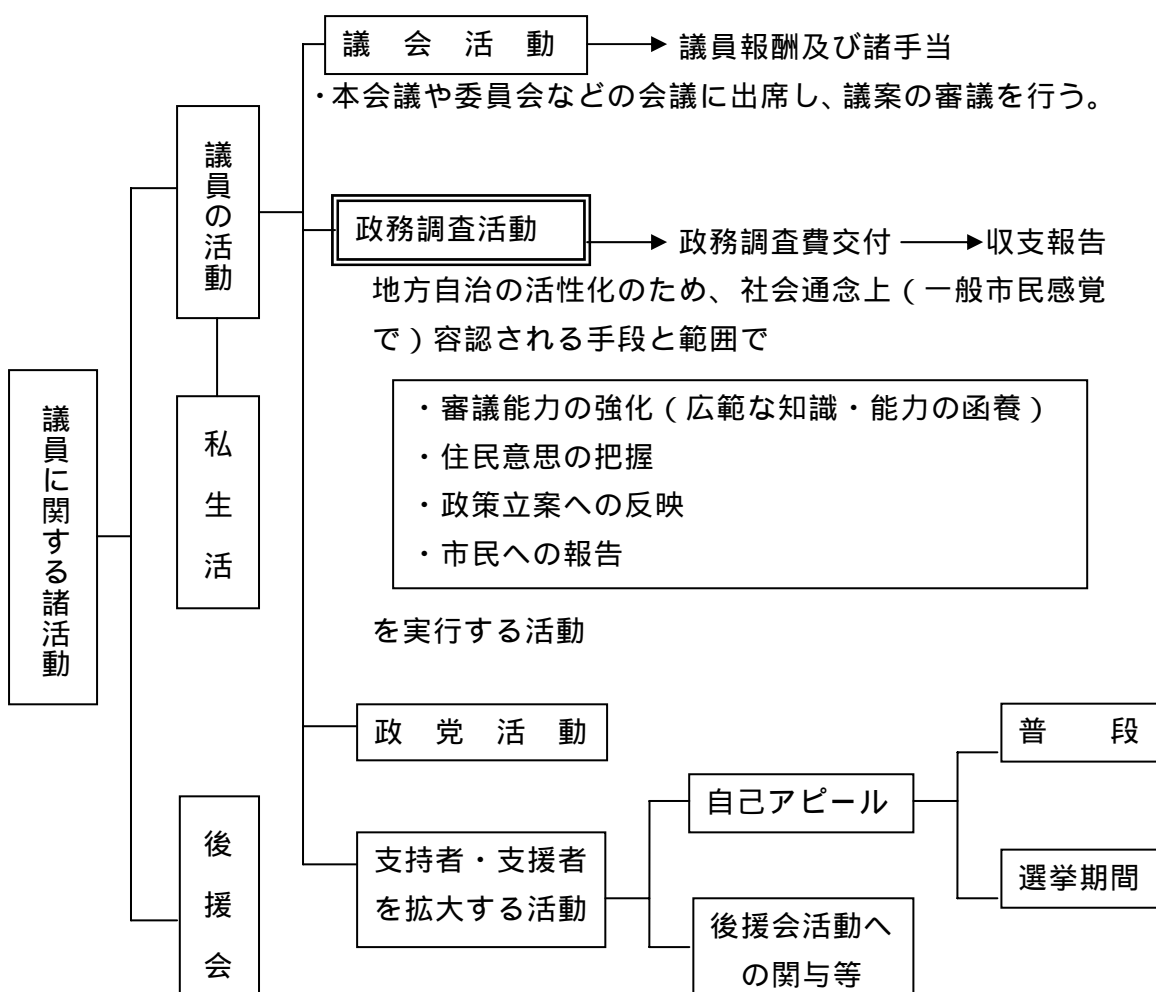 議員に関する諸活動
議員の活動
私生活
後援会
議会活動
議員報酬及び諸手当
・本会議や委員会などの会議に出席し、議案の審議を行う。
政務調査活動
政務調査費交付
収支報告
地方自治の活性化のため、社会通念上（一般市民感覚
で）容認される手段と範囲で
・審議能力の強化（広範な知識・能力の函養）
・住民意思の把握
・政策立案への反映
・市民への報告
を実行する活動
政党活動
支持者・支援者
を拡大する活動
自己アピール
普段
選挙期間
後援会活動へ
の関与等